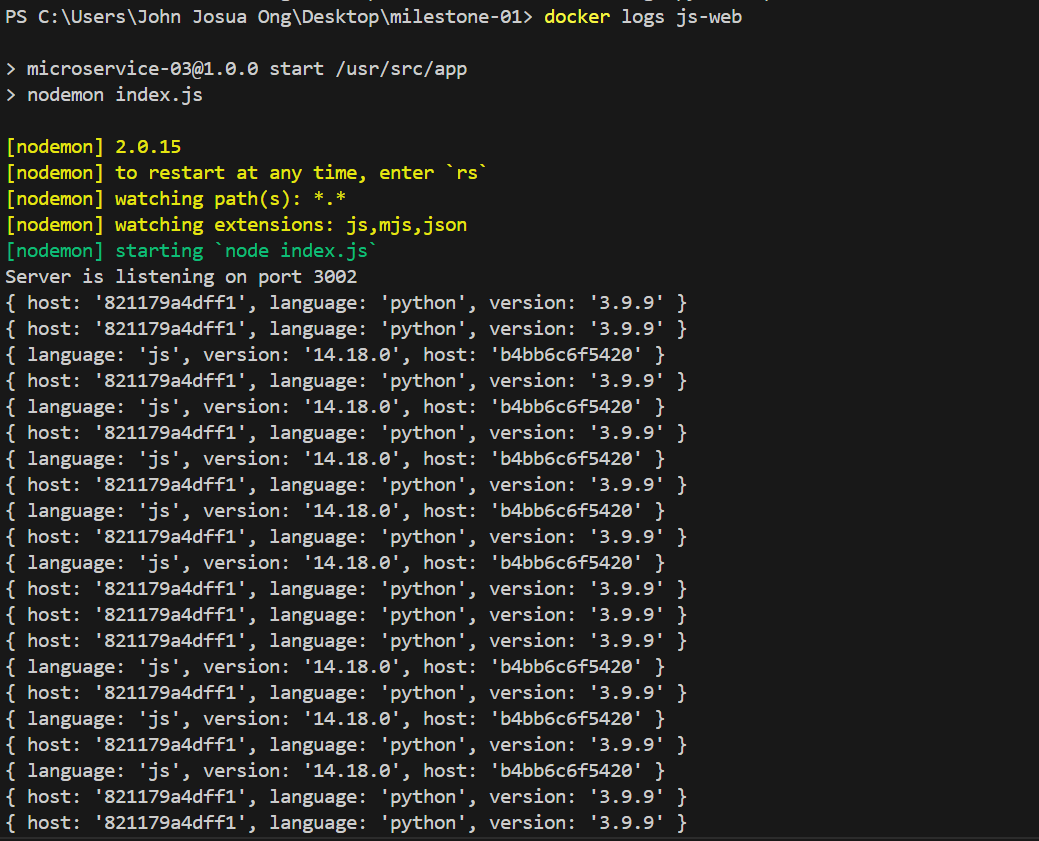 PS C:\Users\John Josua Ong\Desktop\milestone-01> docker logs js-web
> microservice-03@1.0.0 start /usr/src/app
> nodemon index.js
[nodemon] 2.0.15
[nodemon] to restart at any time, enter `rs`
[nodemon] watching path(s): *.*
[nodemon] watching extensions: js,mjs,json
[nodemon] starting `node index.js`
Server is listening on port 3002
{ host: '821179a4dff1', language: 'python', version: '3.9.9' }
{ host: '821179a4dff1', language: 'python', version: '3.9.9' }
{ language: 'js', version: '14.18.0', host: 'b4bb6c6f5420' }
{ host: '821179a4dff1', language: 'python', version: '3.9.9' }
{ language: 'js', version: '14.18.0', host: 'b4bb6c6f5420' }
{ host: '821179a4dff1', language: 'python', version: '3.9.9' }
{ language: 'js', version: '14.18.0', host: 'b4bb6c6f5420' }
{ host: '821179a4dff1', language: 'python', version: '3.9.9' }
{ language: 'js', version: '14.18.0', host: 'b4bb6c6f5420' }
{ host: '821179a4dff1', language: 'python', version: '3.9.9' }
{ language: 'js', version: '14.18.0', host: 'b4bb6c6f5420' }
{ host: '821179a4dff1', language: 'python', version: '3.9.9' }
{ host: '821179a4dff1', language: 'python', version: '3.9.9' }
{ host: '821179a4dff1', language: 'python', version: '3.9.9' }
{ language: 'js', version: '14.18.0', host: 'b4bb6c6f5420' }
{ host: '821179a4dff1', language: 'python', version: '3.9.9' }
{ language: 'js', version: '14.18.0', host: 'b4bb6c6f5420' }
{ host: '821179a4dff1', language: 'python', version: '3.9.9' }
{ language: 'js', version: '14.18.0', host: 'b4bb6c6f5420' }
{ host: '821179a4dff1', language: 'python', version: '3.9.9' }
{ host: '821179a4dff1', language: 'python', version: '3.9.9' }